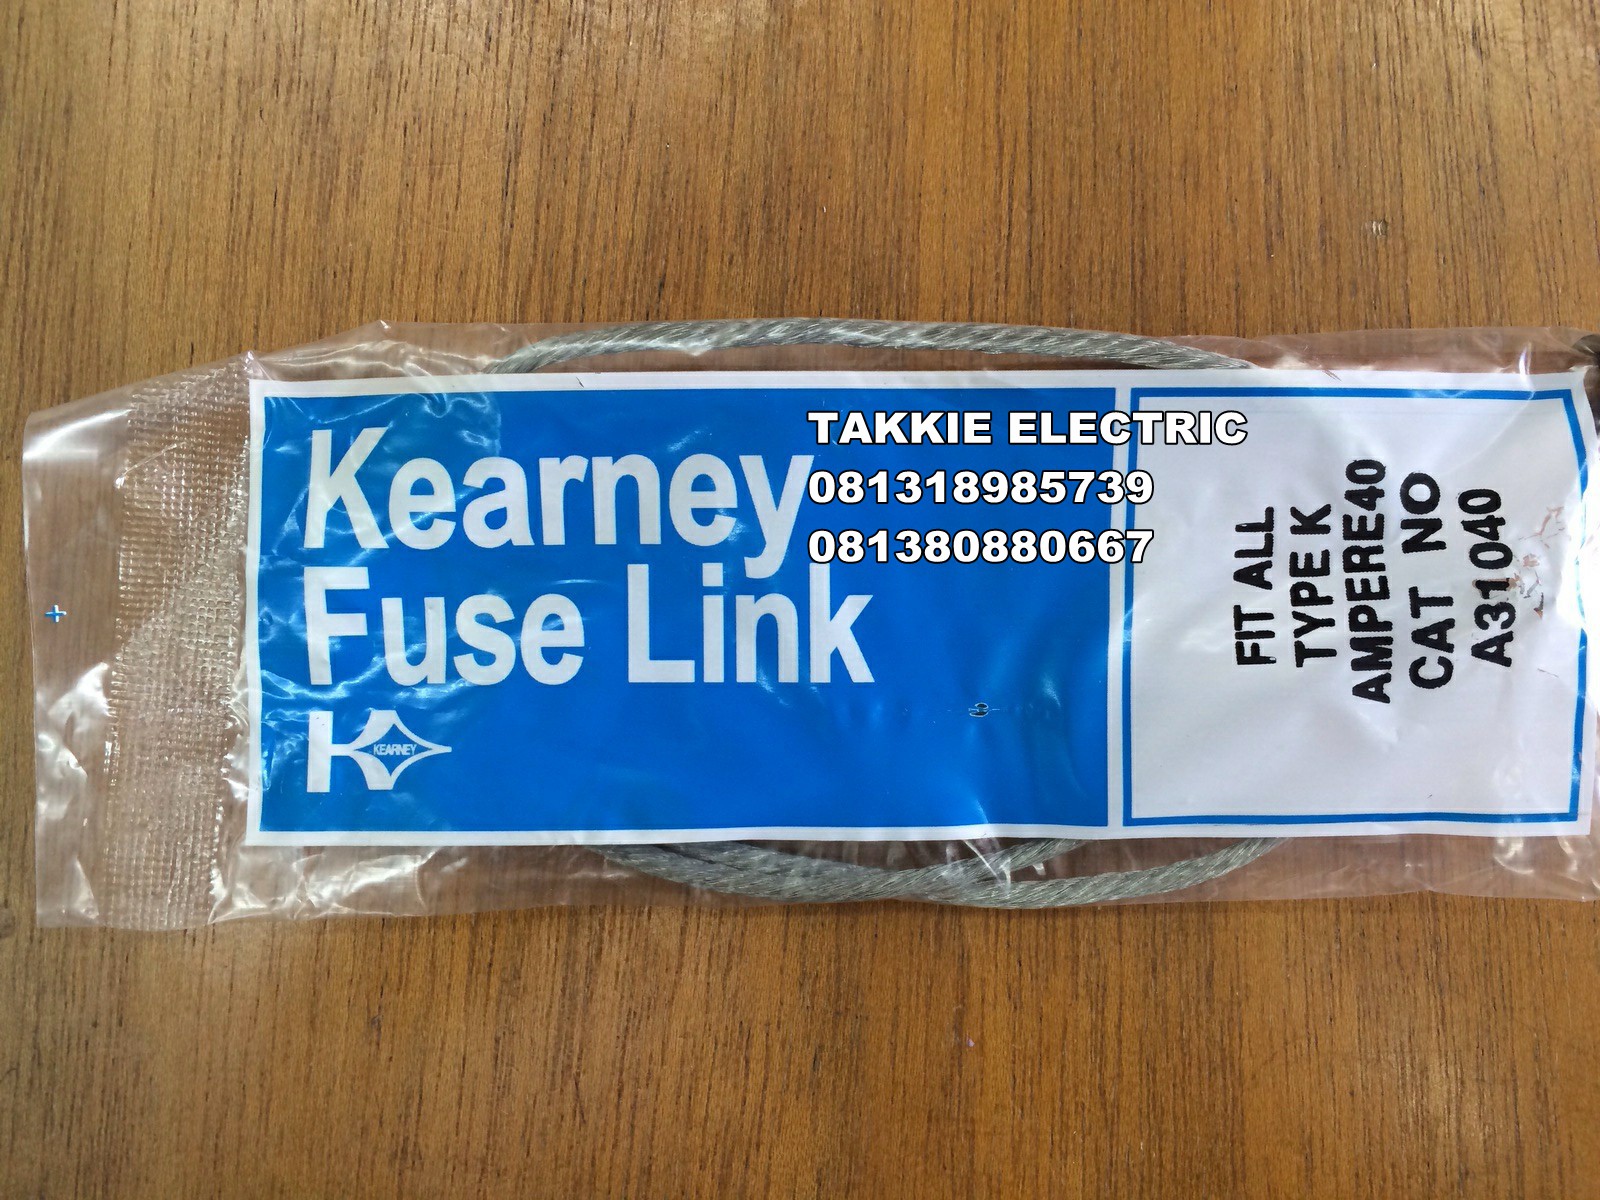 Kearney
Fuse Link
KEARNEY
TAKKIE ELECTRIC
081318985739
081380880667
FIT ALL
TYPE K
AMPERE40
CAT NO
A31040